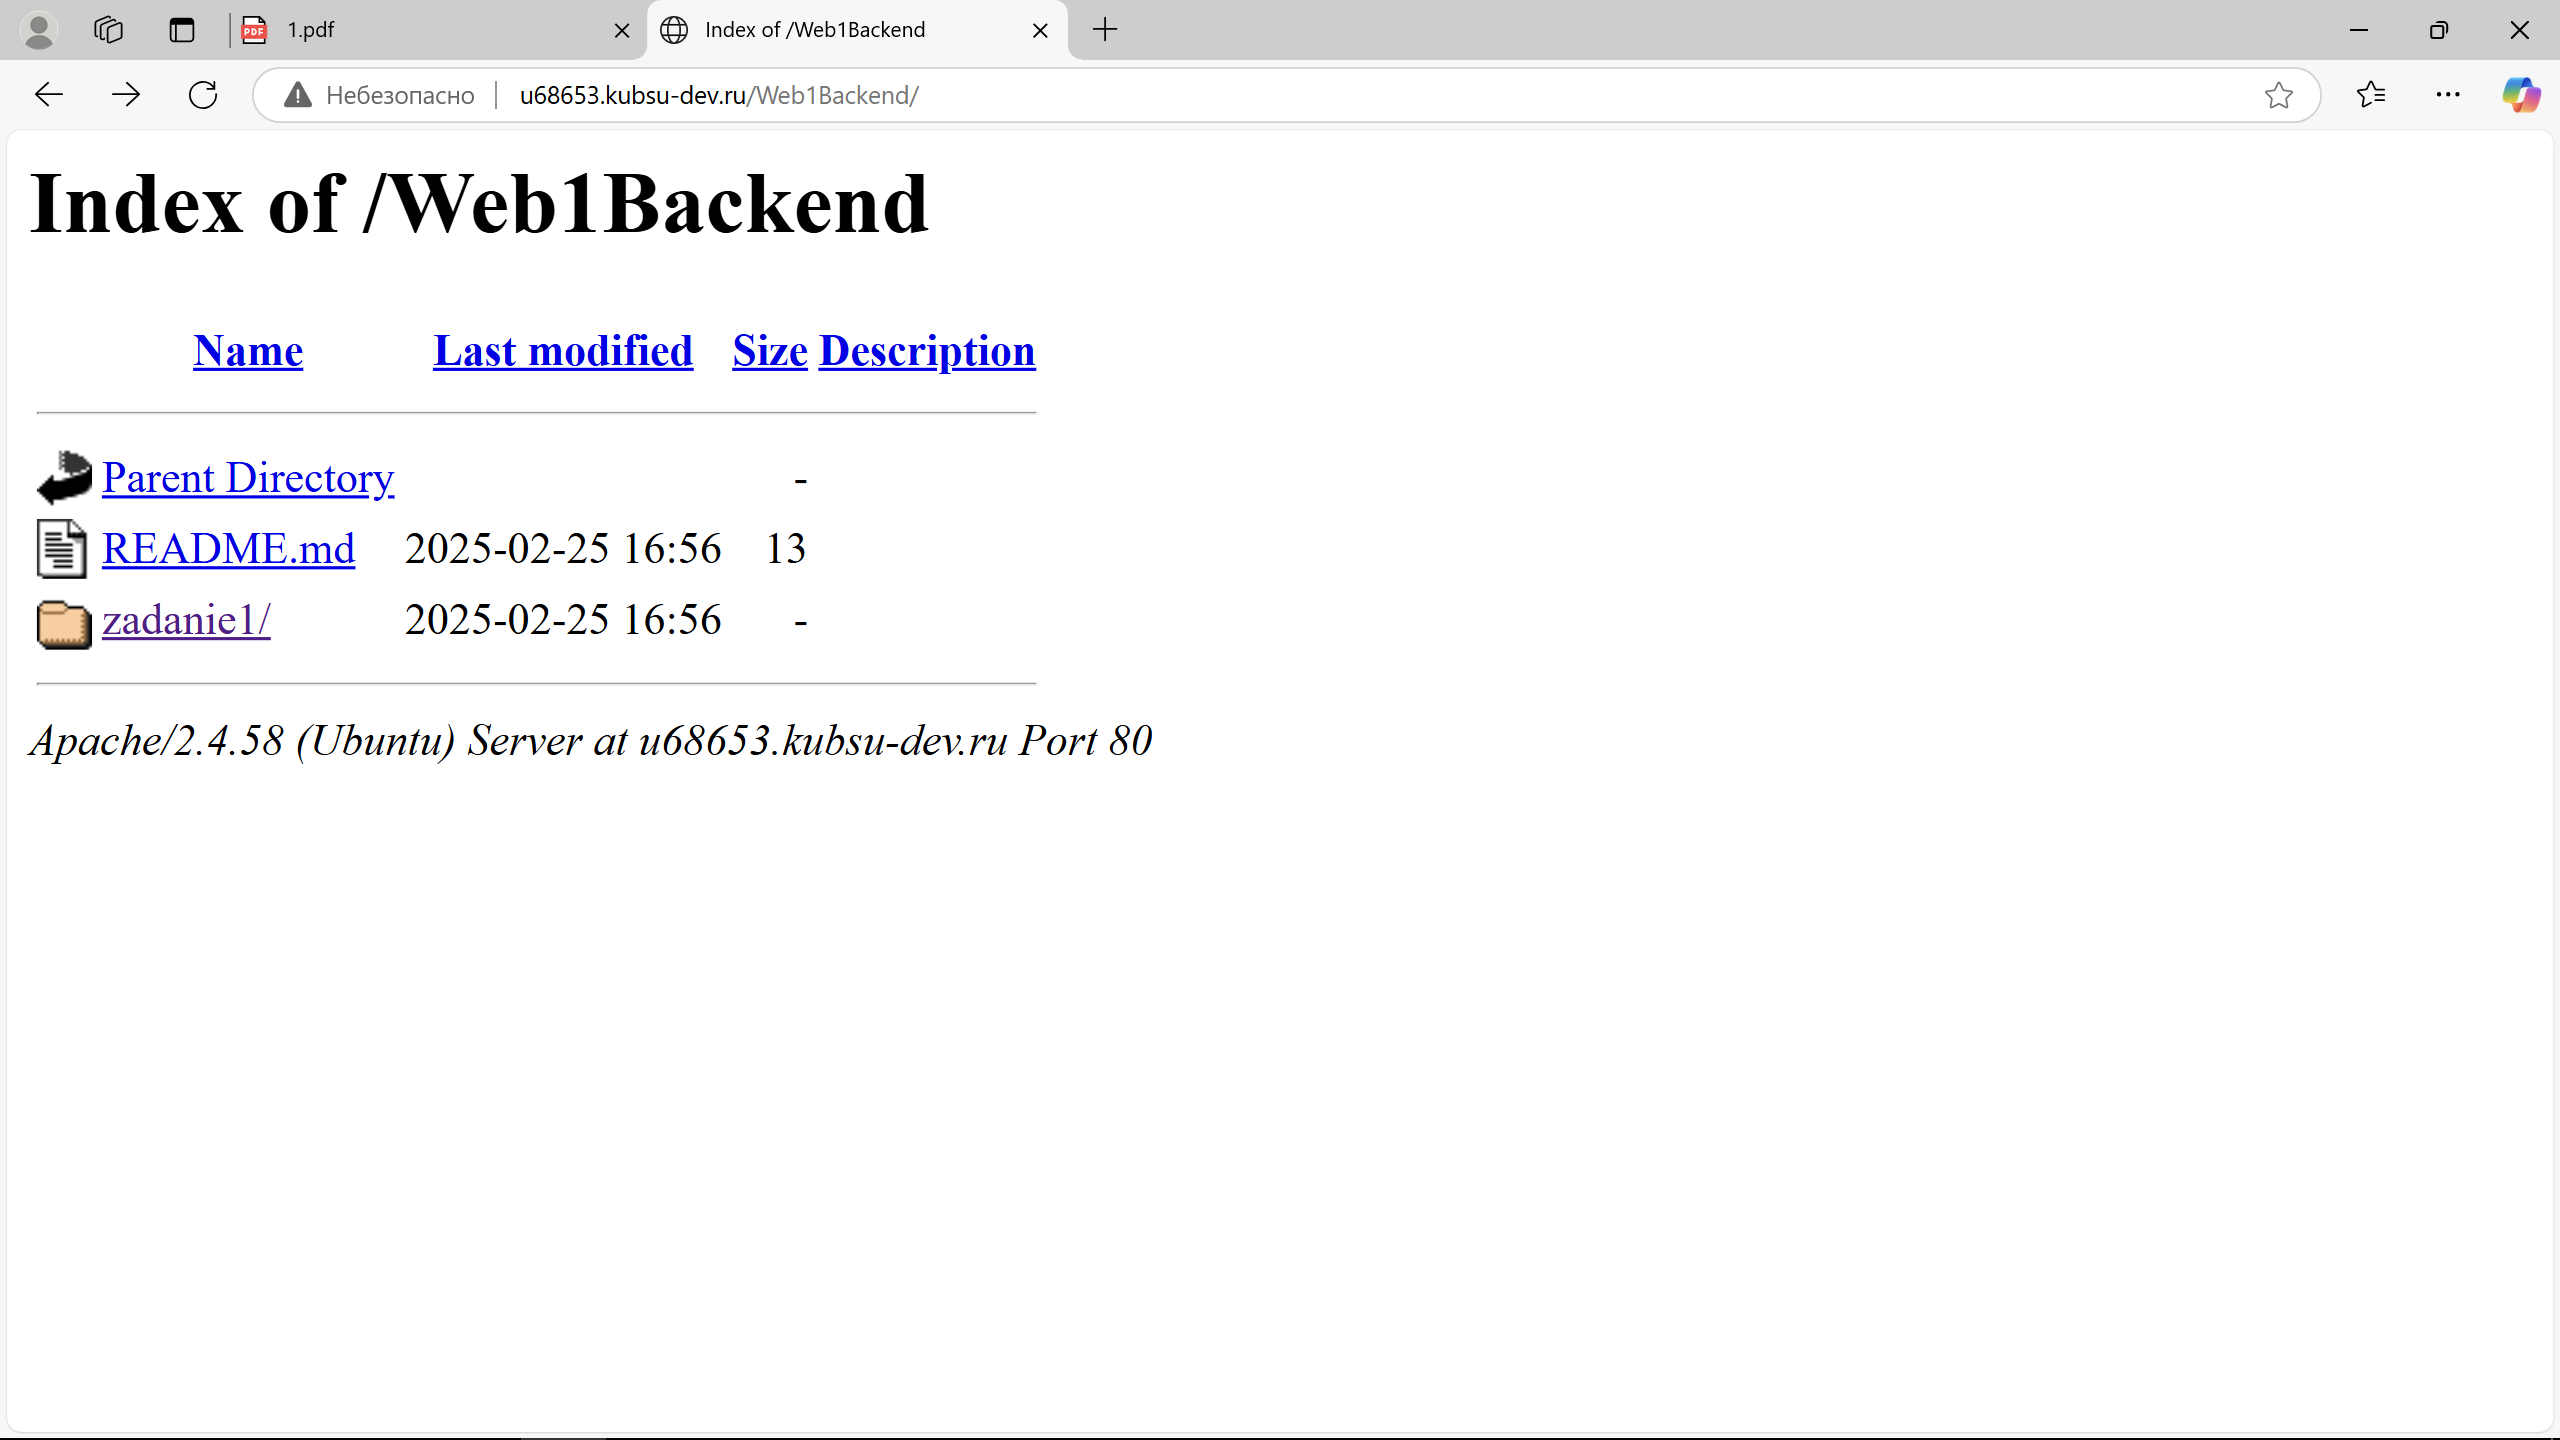 1.pdf
Index of /Web1Backend
Небезопасно
u68653.kubsu-dev.ru/Web1Backend/
Index of /Web1Backend
Name Last modified Size Description
Parent Directory -
README.md 2025-02-25 16:56 13
zadanie1/ 2025-02-25 16:56 -
Apache/2.4.58 (Ubuntu) Server at u68653.kubsu-dev.ru Port 80